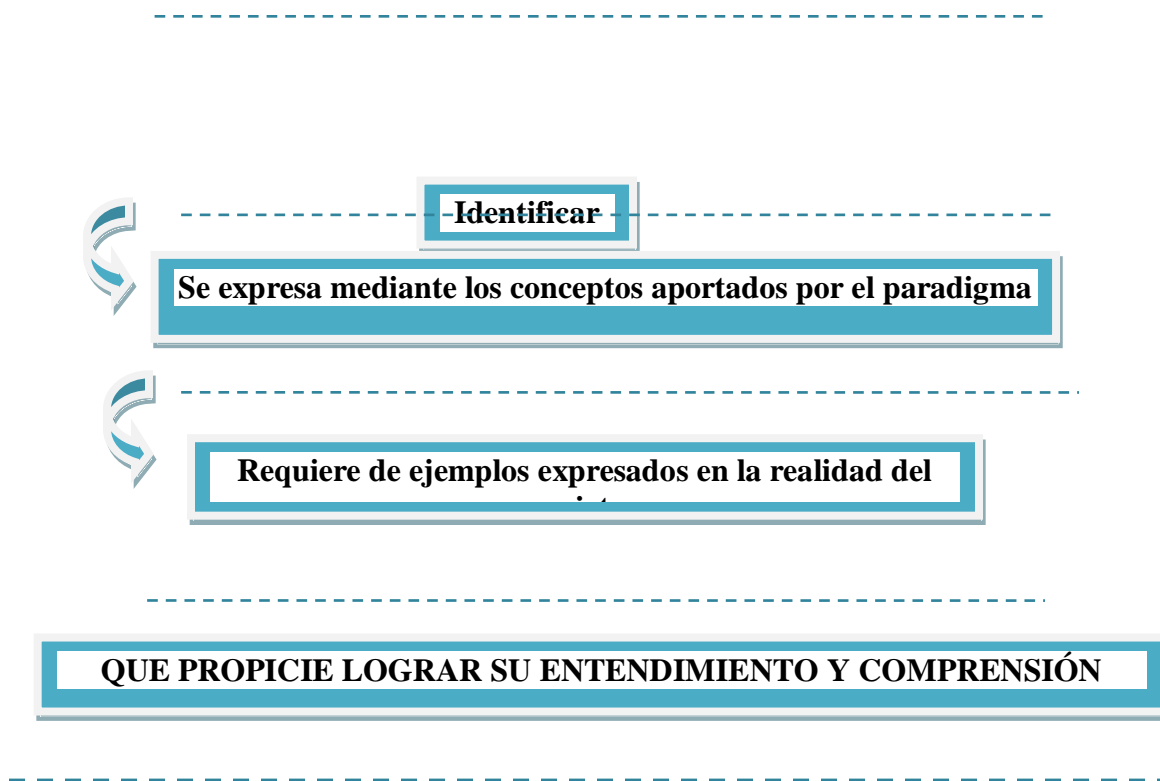 Identificar
Se expresa mediante los conceptos aportados por el paradigma
Requiere de ejemplos expresados en la realidad del
QUE PROPICIE LOGRAR SU ENTENDIMIENTO Y COMPRENSIÓN